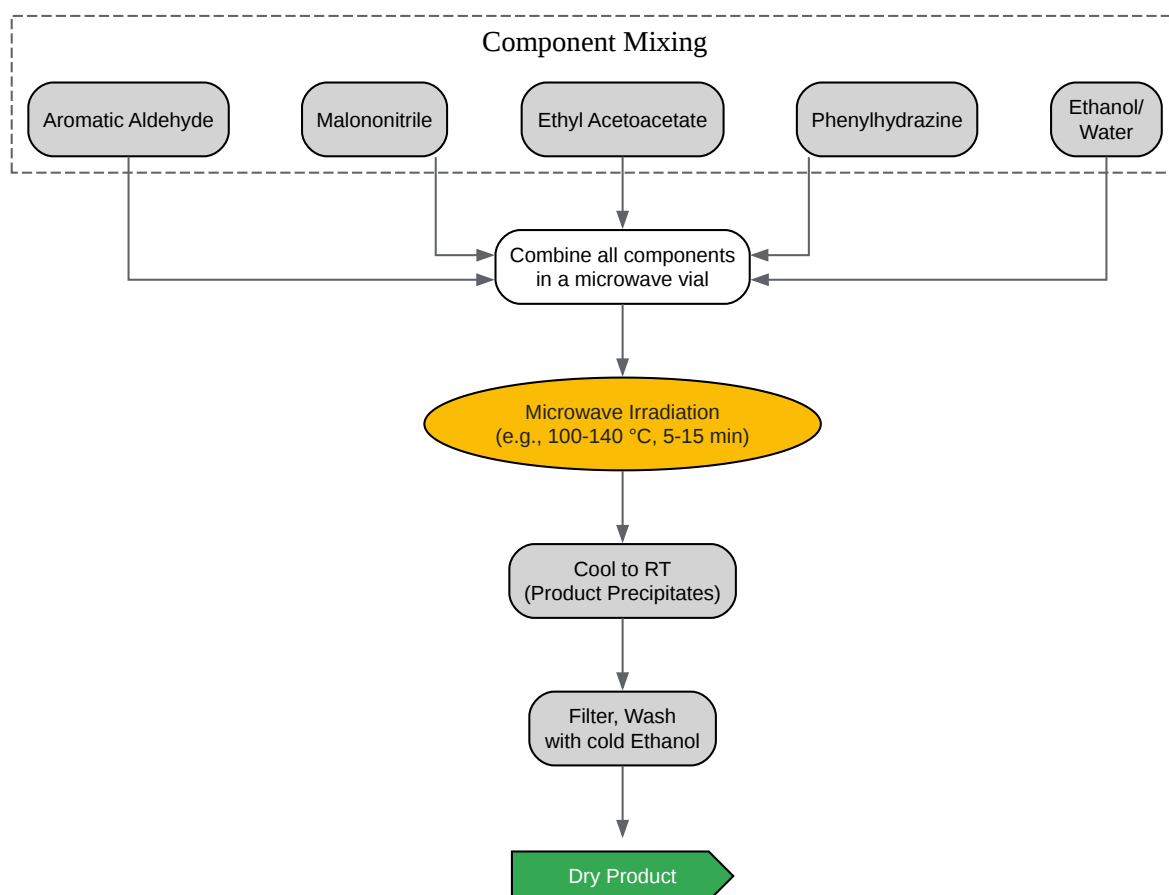 Component Mixing
Aromatic Aldehyde
Malononitrile
Ethyl Acetoacetate
Phenylhydrazine
Ethanol/
Water
Combine all components
in a microwave vial
Microwave Irradiation
(e.g., 100-140 °C, 5-15 min)
Cool to RT
(Product Precipitates)
Filter, Wash
with cold Ethanol
Dry Product